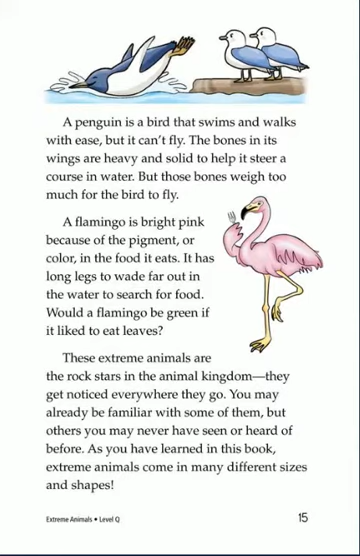 A penguin is a bird that swims and walks
with ease, but it can't fly. The bones in its
wings are heavy and solid to help it steer a
course in water. But those bones weigh too
much for the bird to fly.
A flamingo is bright pink
because of the pigment, or
color, in the food it eats. It has
long legs to wade far out in
the water to search for food.
Would a flamingo be green if
it liked to eat leaves?
These extreme animals are
the rock stars in the animal kingdom—they
get noticed everywhere they go. You may
already be familiar with some of them, but
others you may never have seen or heard of
before. As you have learned in this book,
extreme animals come in many different sizes
and shapes!
Extreme Animals • Level Q
15